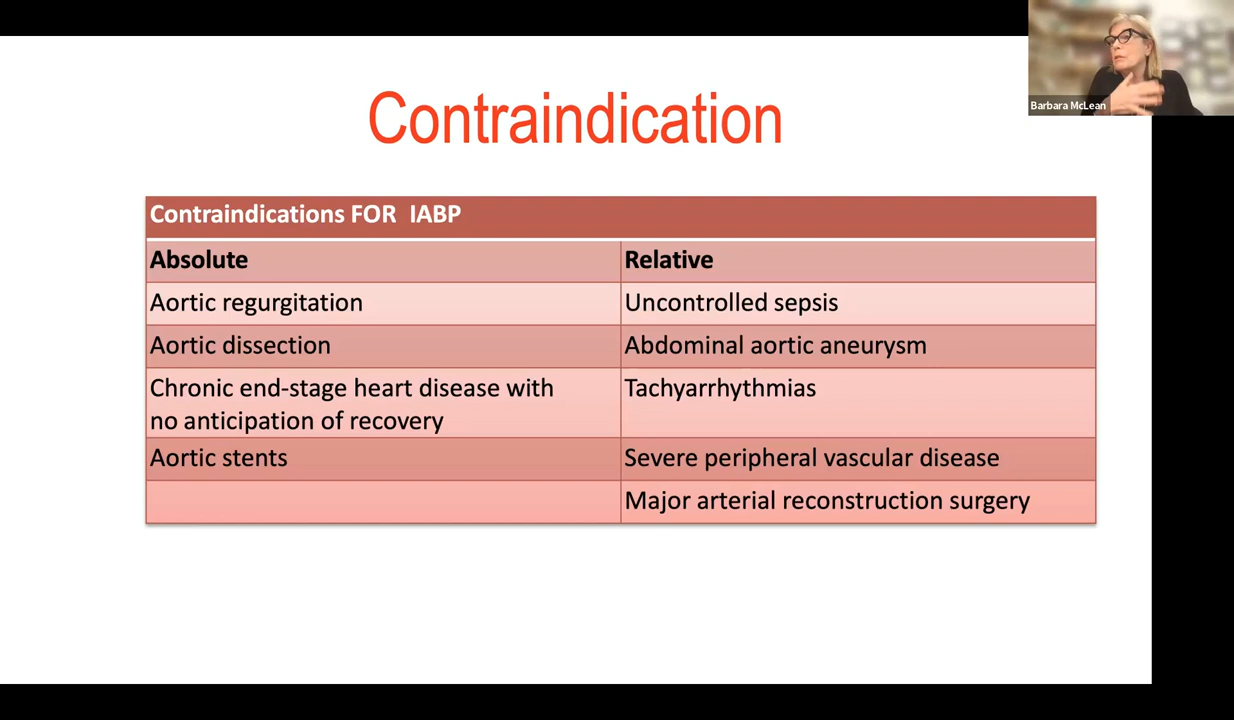 Barbara McLean
Contraindication
Contraindications FOR IABP
Absolute Relative
Aortic regurgitation Uncontrolled sepsis
Aortic dissection Abdominal aortic aneurysm
Chronic end-stage heart disease with Tachyarrhythmias
no anticipation of recovery
Aortic stents Severe peripheral vascular disease
Major arterial reconstruction surgery